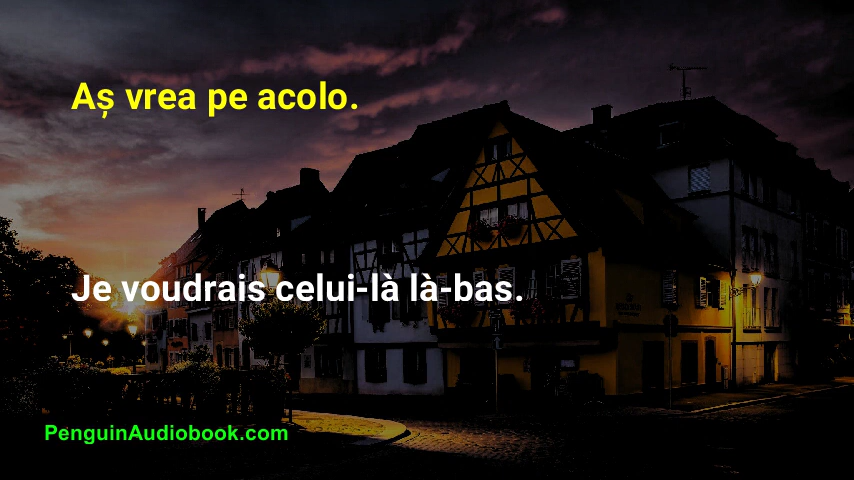 Aș vrea pe acolo.
Je voudrais celui-là là-bas.
PenguinAudiobook.com